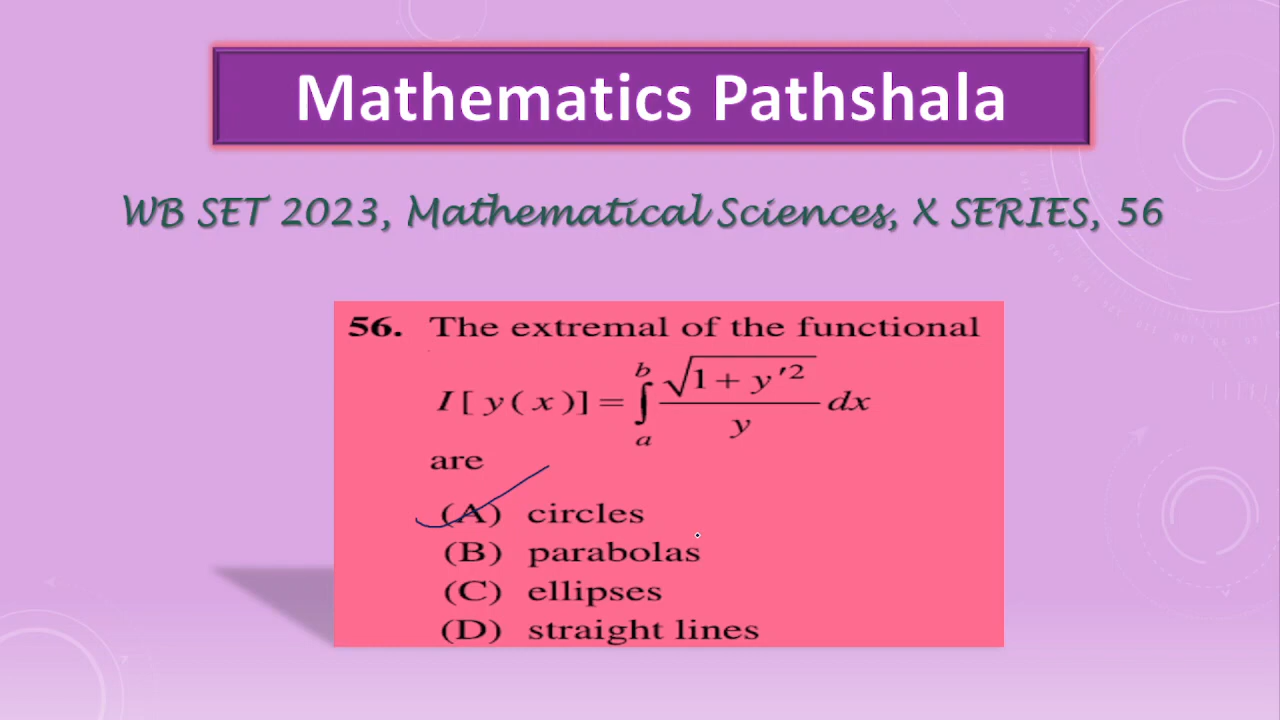 Mathematics Pathshala
WB SET 2023, Mathematical Sciences, X SERIES, 56
56. The extremal of the functional
I[y(x)] = ∫ₐᵇ √(1 + y′²) / y dx
are
(A) circles
(B) parabolas
(C) ellipses
(D) straight lines